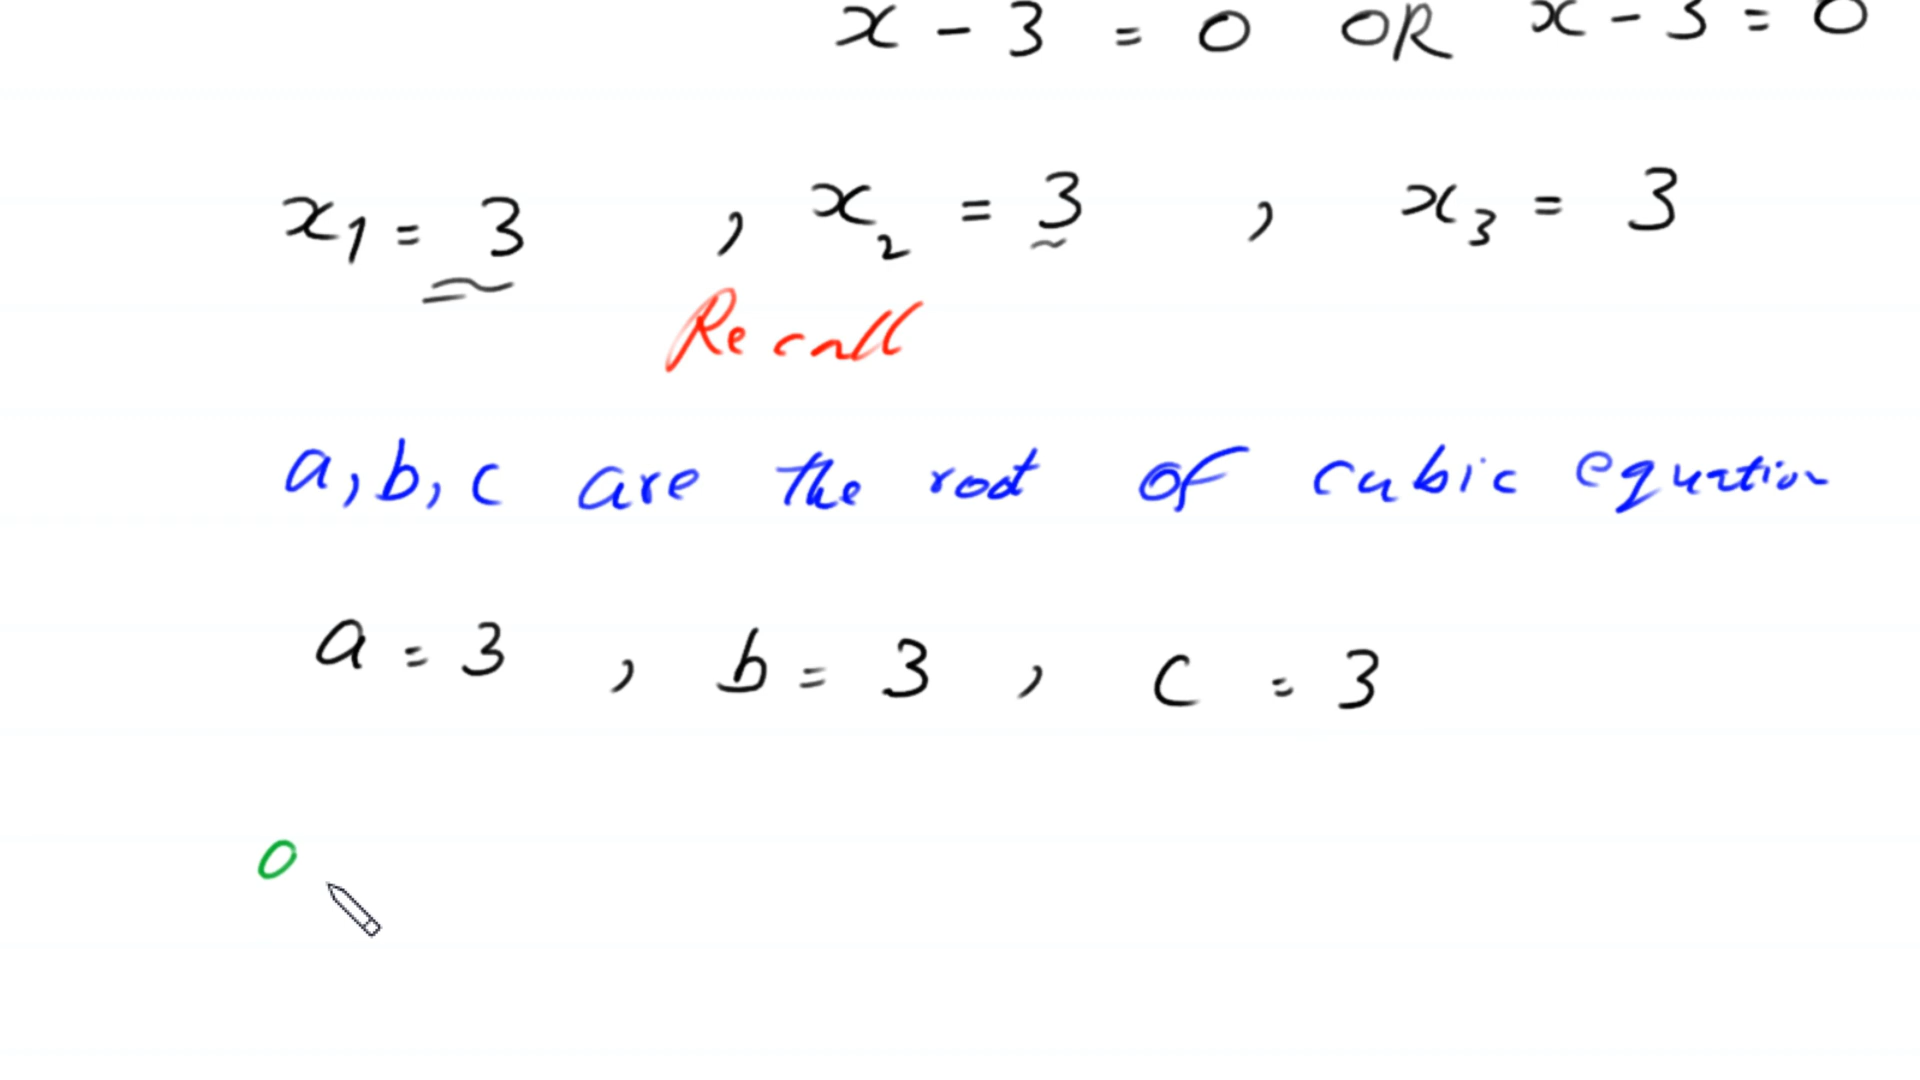 x - 3 = 0 OR x - 3 = 0
x₁ = 3 , x₂ = 3 , x₃ = 3
Recall
a, b, c are the root of cubic equation
a = 3 , b = 3 , c = 3
0